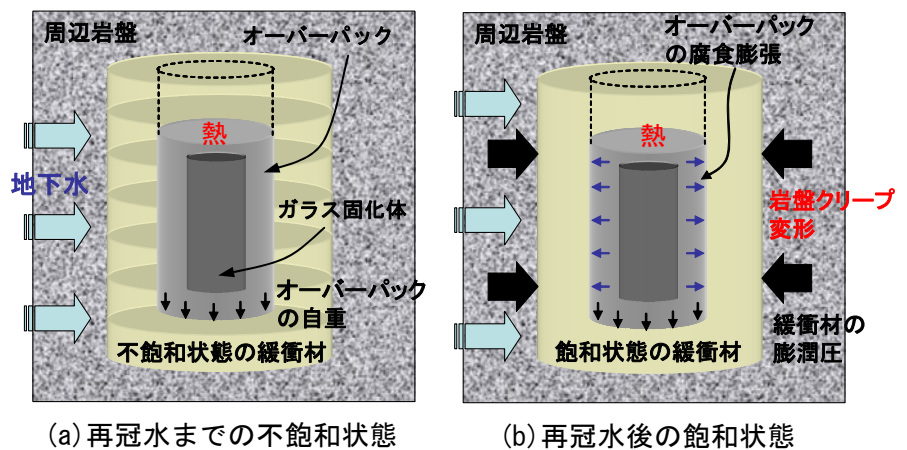 周辺岩盤
オーバーパック
熱
地下水
ガラス固化体
オーバーパック
の自重
不飽和状態の緩衝材
(a)再冠水までの不飽和状態
周辺岩盤
オーバーパック
の腐食膨張
熱
岩盤クリープ
変形
緩衝材の
膨潤圧
飽和状態の緩衝材
(b)再冠水後の飽和状態